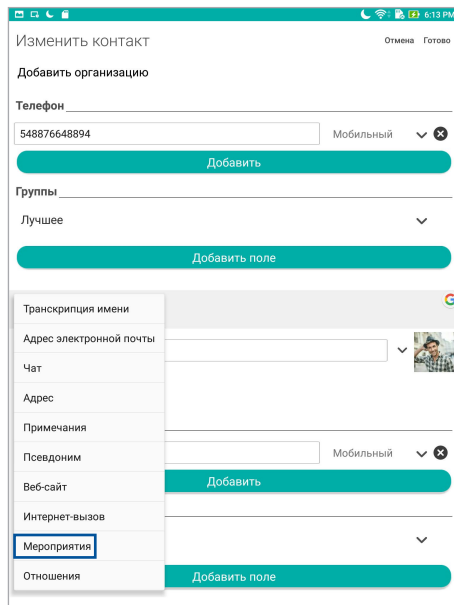 6:13 PM
Изменить контакт
Отмена Готово
Добавить организацию
Телефон
548876648894 Мобильный
Добавить
Группы
Лучшее
Добавить поле
Транскрипция имени
Адрес электронной почты
Чат
Адрес
Примечания
Псевдоним
Мобильный
Веб-сайт
Добавить
Интернет-вызов
Мероприятия
Отношения
Добавить поле